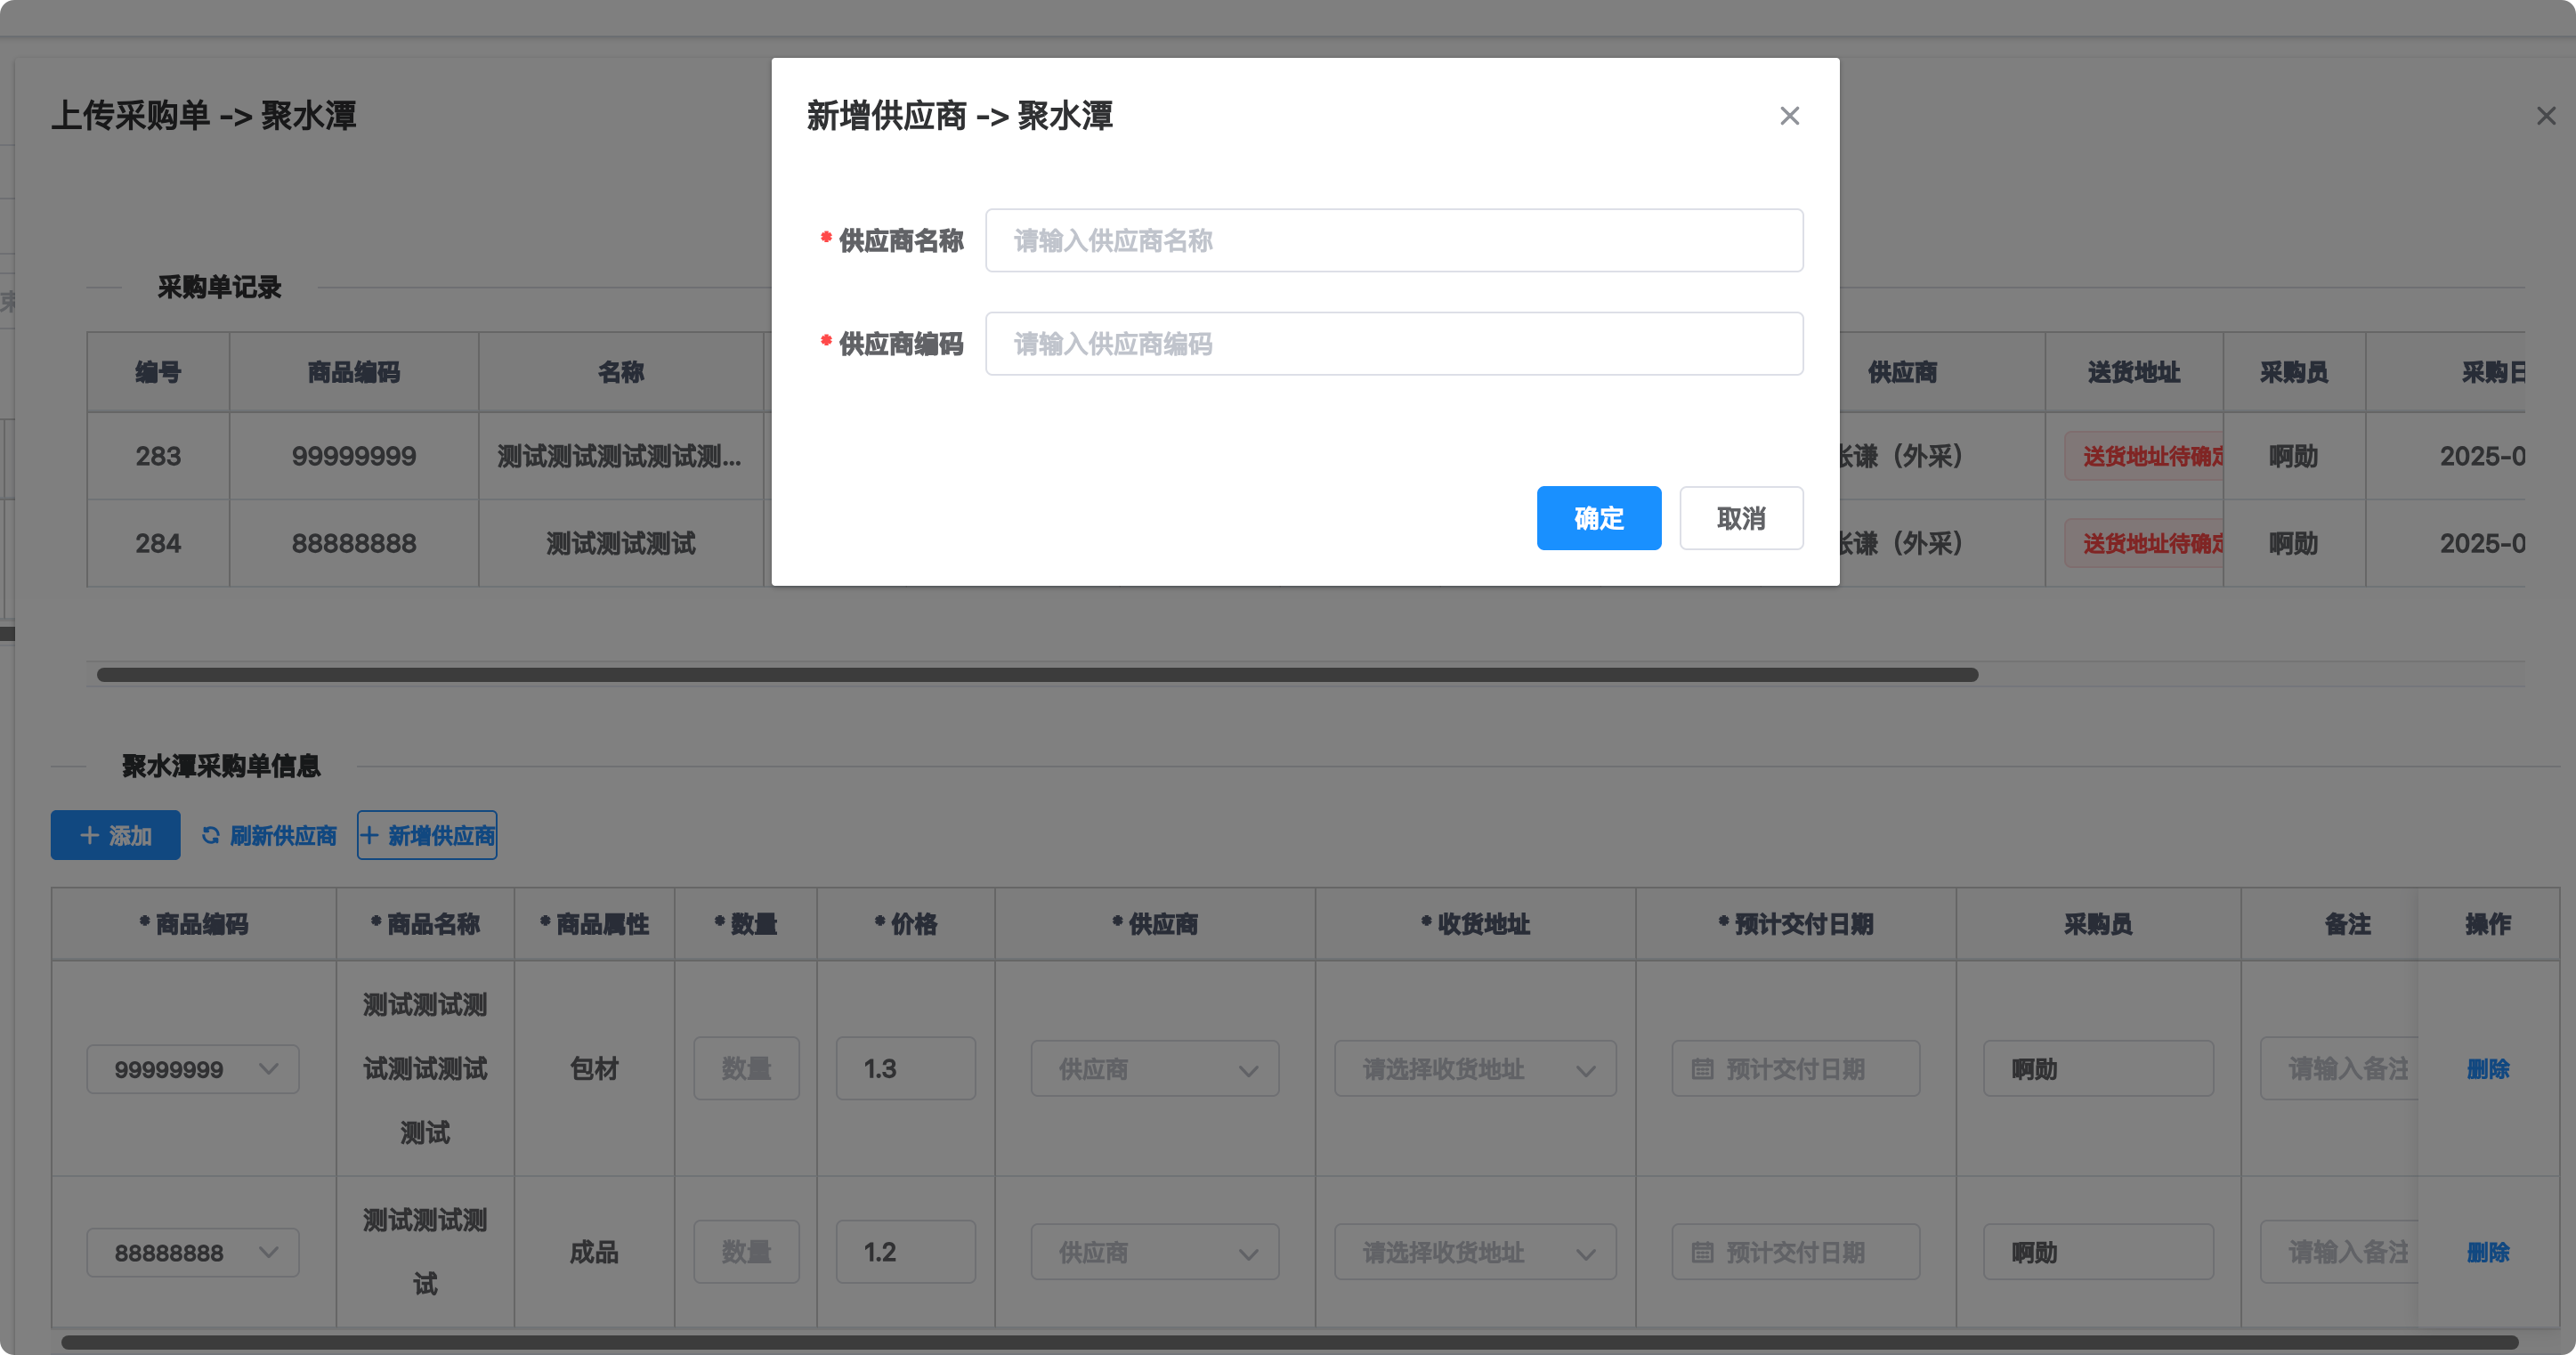 上传采购单 -> 聚水潭
新增供应商 -> 聚水潭
* 供应商名称 请输入供应商名称
* 供应商编码 请输入供应商编码
确定 取消
采购单记录
编号 商品编码 名称 供应商 送货地址 采购员 采购日
283 99999999 测试测试测试测试测... 张谦（外采） 送货地址待确定 啊勋 2025-0
284 88888888 测试测试测试 张谦（外采） 送货地址待确定 啊勋 2025-0
聚水潭采购单信息
+ 添加 刷新供应商 + 新增供应商
* 商品编码 * 商品名称 * 商品属性 * 数量 * 价格 * 供应商 * 收货地址 * 预计交付日期 采购员 备注 操作
99999999 测试测试测
试测试测试
测试 包材 数量 1.3 供应商 请选择收货地址 预计交付日期 啊勋 请输入备注 删除
88888888 测试测试测
试 成品 数量 1.2 供应商 请选择收货地址 预计交付日期 啊勋 请输入备注 删除